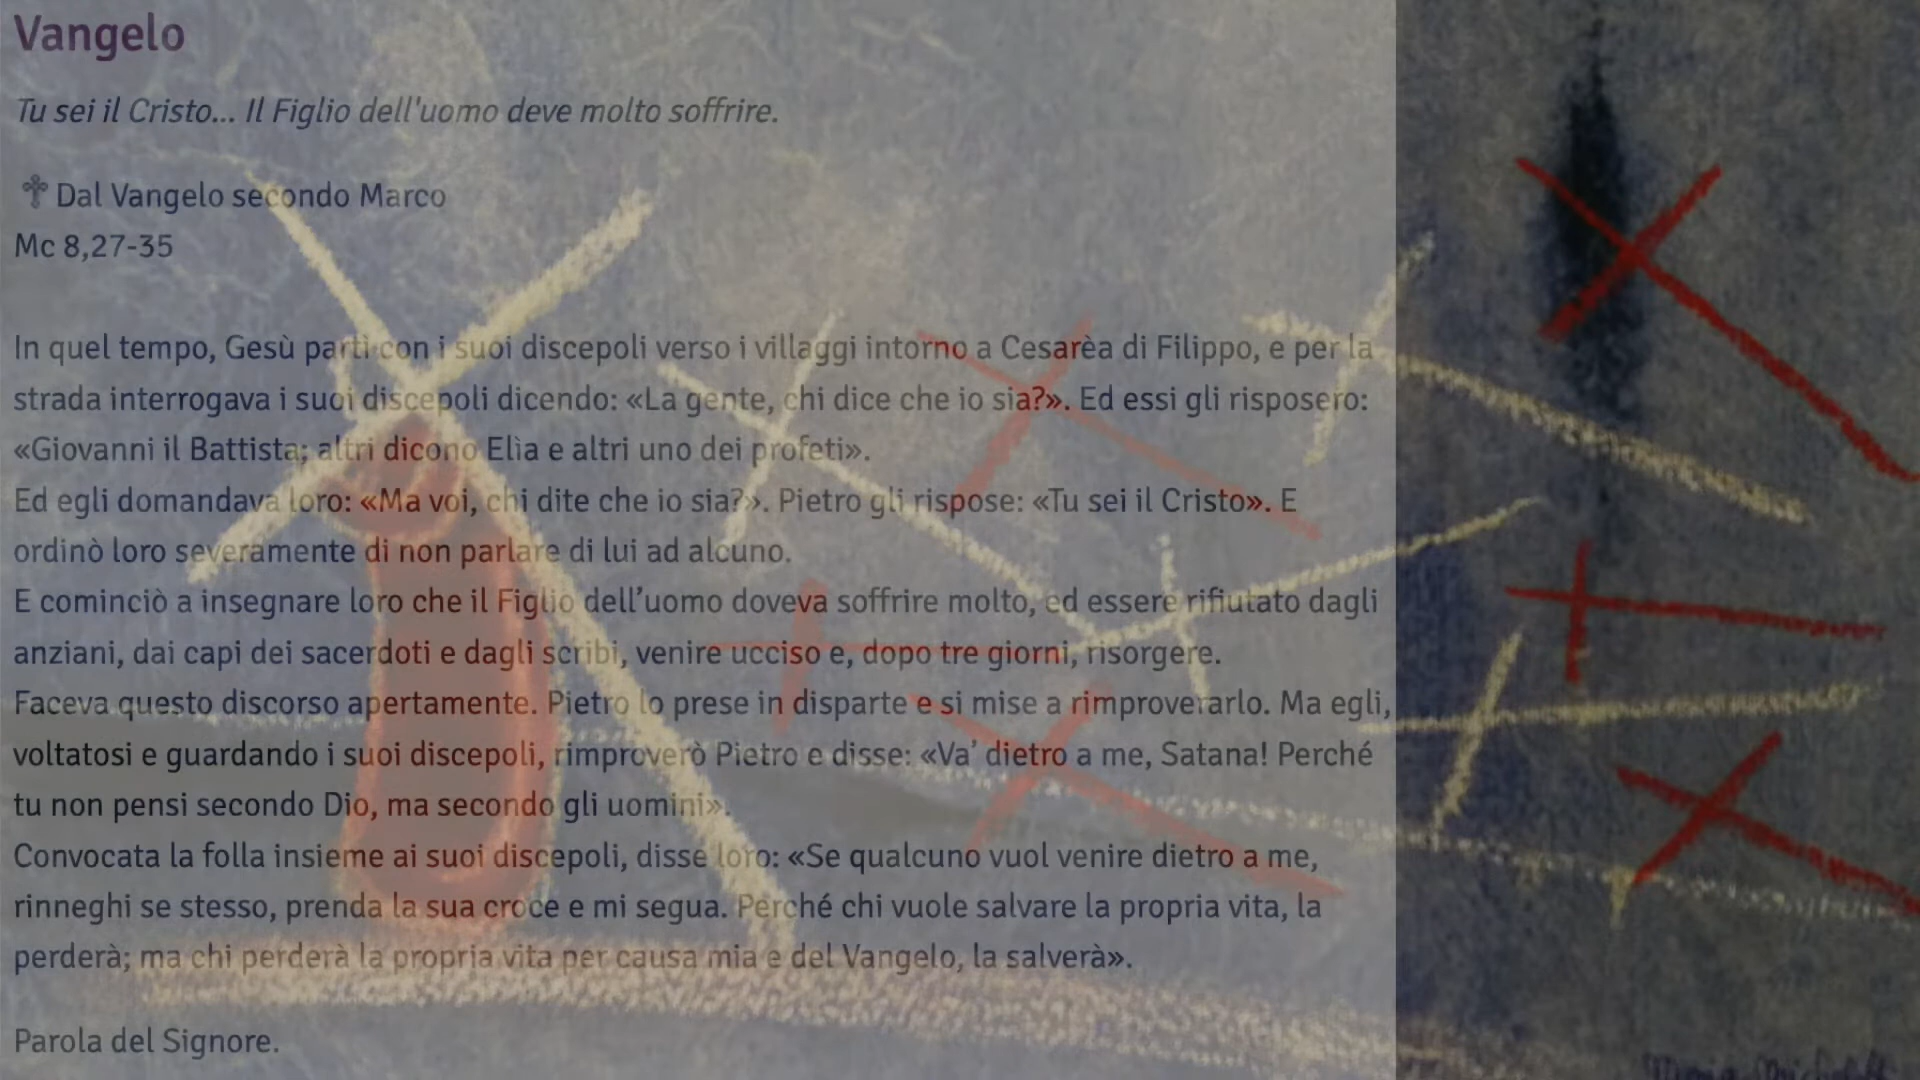 Vangelo
Tu sei il Cristo... Il Figlio dell'uomo deve molto soffrire.
✝ Dal Vangelo secondo Marco
Mc 8,27-35
In quel tempo, Gesù partì con i suoi discepoli verso i villaggi intorno a Cesarèa di Filippo, e per la
strada interrogava i suoi discepoli dicendo: «La gente, chi dice che io sia?». Ed essi gli risposero:
«Giovanni il Battista; altri dicono Elìa e altri uno dei profeti».
Ed egli domandava loro: «Ma voi, chi dite che io sia?». Pietro gli rispose: «Tu sei il Cristo». E
ordinò loro severamente di non parlare di lui ad alcuno.
E cominciò a insegnare loro che il Figlio dell’uomo doveva soffrire molto, ed essere rifiutato dagli
anziani, dai capi dei sacerdoti e dagli scribi, venire ucciso e, dopo tre giorni, risorgere.
Faceva questo discorso apertamente. Pietro lo prese in disparte e si mise a rimproverarlo. Ma egli,
voltatosi e guardando i suoi discepoli, rimproverò Pietro e disse: «Va’ dietro a me, Satana! Perché
tu non pensi secondo Dio, ma secondo gli uomini».
Convocata la folla insieme ai suoi discepoli, disse loro: «Se qualcuno vuol venire dietro a me,
rinneghi se stesso, prenda la sua croce e mi segua. Perché chi vuole salvare la propria vita, la
perderà; ma chi perderà la propria vita per causa mia e del Vangelo, la salverà».
Parola del Signore.